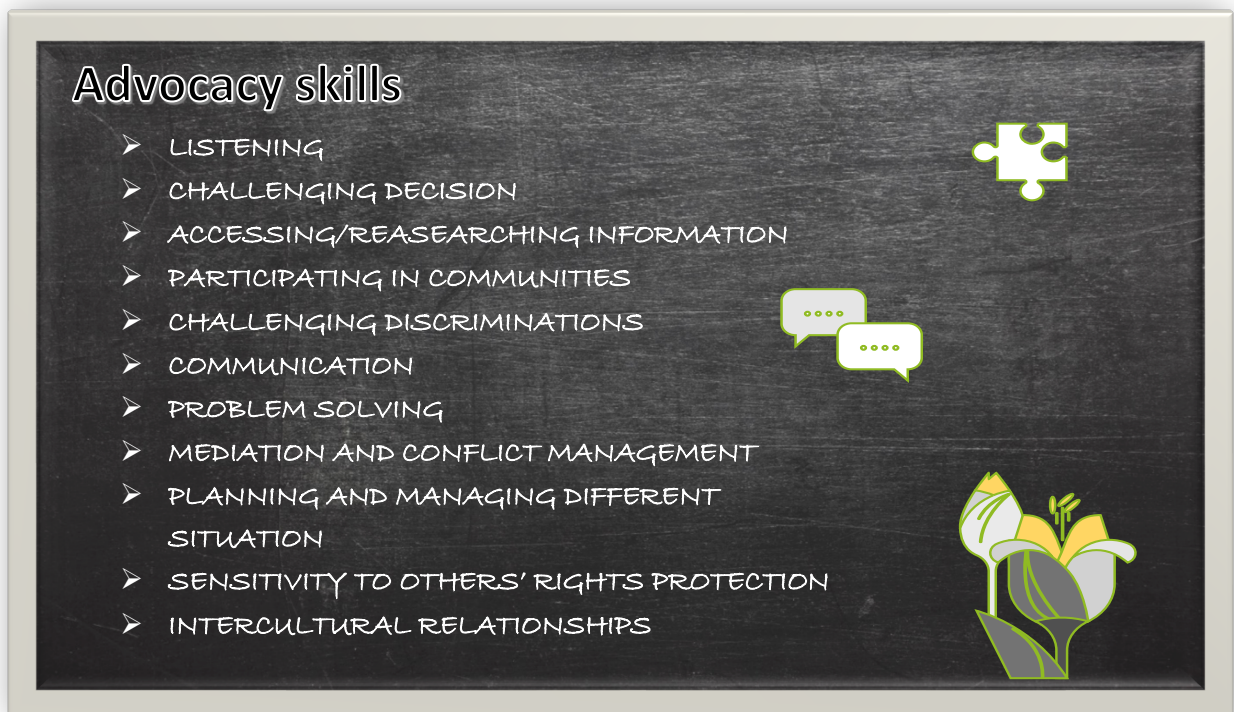 Advocacy skills
➢ LISTENING
➢ CHALLENGING DECISION
➢ ACCESSING/REASEARCHING INFORMATION
➢ PARTICIPATING IN COMMUNITIES
➢ CHALLENGING DISCRIMINATIONS
➢ COMMUNICATION
➢ PROBLEM SOLVING
➢ MEDIATION AND CONFLICT MANAGEMENT
➢ PLANNING AND MANAGING DIFFERENT
SITUATION
➢ SENSITIVITY TO OTHERS' RIGHTS PROTECTION
➢ INTERCULTURAL RELATIONSHIPS